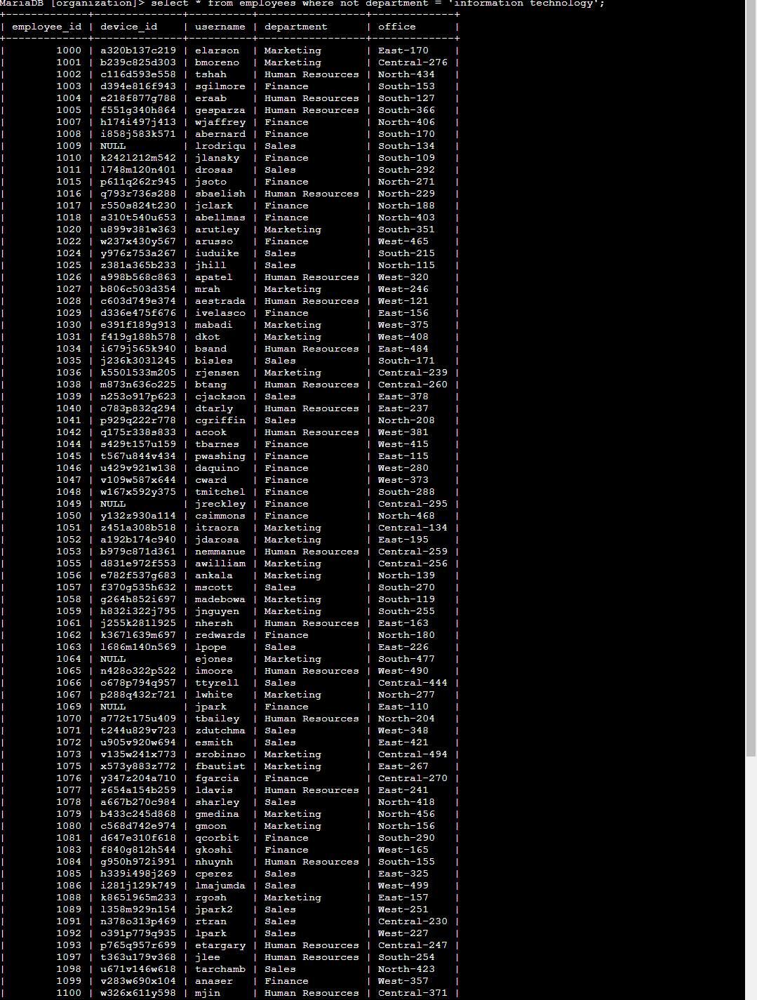 MariaDB [organization]> select * from employees where not department = 'information technology';
+-------------+--------------+----------+-----------------+-------------+
| employee_id | device_id    | username | department      | office      |
+-------------+--------------+----------+-----------------+-------------+
|        1000 | a320b137c219 | elarson  | Marketing       | East-170    |
|        1001 | b239c825d303 | bmoreno  | Marketing       | Central-276 |
|        1002 | c116d593e558 | tshah    | Human Resources | North-434   |
|        1003 | d394e816f943 | sgilmore | Finance         | South-153   |
|        1004 | e218f877g788 | eraab    | Human Resources | South-127   |
|        1005 | f551g340h864 | gesparza | Human Resources | South-366   |
|        1007 | h174i497j413 | wjaffrey | Finance         | North-406   |
|        1008 | i858j583k571 | abernard | Finance         | South-170   |
|        1009 | NULL         | lrodriqu | Sales           | South-134   |
|        1010 | k242l212m542 | jlansky  | Finance         | South-109   |
|        1011 | l748m120n401 | drosas   | Sales           | South-292   |
|        1015 | p611q262r945 | jsoto    | Finance         | North-271   |
|        1016 | q793r736s288 | sbaelish | Human Resources | North-229   |
|        1017 | r550s824t230 | jclark   | Finance         | North-188   |
|        1018 | s310t540u653 | abellmas | Finance         | North-403   |
|        1020 | u899v381w363 | arutley  | Marketing       | South-351   |
|        1022 | w237x430y567 | arusso   | Finance         | West-465    |
|        1024 | y976z753a267 | iuduike  | Sales           | South-215   |
|        1025 | z381a365b233 | jhill    | Sales           | North-115   |
|        1026 | a998b568c863 | apatel   | Human Resources | West-320    |
|        1027 | b806c503d354 | mrah     | Marketing       | West-246    |
|        1028 | c603d749e374 | aestrada | Human Resources | West-121    |
|        1029 | d336e475f676 | ivelasco | Finance         | East-156    |
|        1030 | e391f189g913 | mabadi   | Marketing       | West-375    |
|        1031 | f419g188h578 | dkot     | Marketing       | West-408    |
|        1034 | i679j565k940 | bsand    | Human Resources | East-484    |
|        1035 | j236k303l245 | bisles   | Sales           | South-171   |
|        1036 | k550l533m205 | rjensen  | Marketing       | Central-239 |
|        1038 | m873n636o225 | btang    | Human Resources | Central-260 |
|        1039 | n253o917p623 | cjackson | Sales           | East-378    |
|        1040 | o783p832q294 | dtarly   | Human Resources | East-237    |
|        1041 | p929q222r778 | cgriffin | Sales           | North-208   |
|        1042 | q175r338s833 | acook    | Human Resources | West-381    |
|        1044 | s429t157u159 | tbarnes  | Finance         | West-415    |
|        1045 | t567u844v434 | pwashing | Finance         | East-115    |
|        1046 | u429v921w138 | daquino  | Finance         | West-280    |
|        1047 | v109w587x644 | cward    | Finance         | West-373    |
|        1048 | w167x592y375 | tmitchel | Finance         | South-288   |
|        1049 | NULL         | jreckley | Finance         | Central-295 |
|        1050 | y132z930a114 | csimmons | Finance         | North-468   |
|        1051 | z451a308b518 | itraora  | Marketing       | Central-134 |
|        1052 | a192b174c940 | jdarosa  | Marketing       | East-195    |
|        1053 | b979c871d361 | nemmanue | Human Resources | Central-259 |
|        1055 | d831e972f553 | awilliam | Marketing       | Central-256 |
|        1056 | e782f537g683 | ankala   | Marketing       | North-139   |
|        1057 | f370g535h632 | mscott   | Sales           | South-270   |
|        1058 | g264h852i697 | madebowa | Marketing       | South-119   |
|        1059 | h832i322j795 | jnguyen  | Marketing       | South-255   |
|        1061 | j255k281l925 | nhersh   | Human Resources | East-163    |
|        1062 | k367l639m697 | redwards | Finance         | North-180   |
|        1063 | l686m140n569 | lpope    | Sales           | East-226    |
|        1064 | NULL         | ejones   | Marketing       | South-477   |
|        1065 | n428o322p522 | imoore   | Human Resources | West-490    |
|        1066 | o678p794q957 | ttyrell  | Sales           | Central-444 |
|        1067 | p288q432r721 | lwhite   | Marketing       | North-277   |
|        1069 | NULL         | jpark    | Finance         | East-110    |
|        1070 | s772t175u409 | tbailey  | Human Resources | North-204   |
|        1071 | t244u829v723 | zdutchma | Sales           | West-348    |
|        1072 | u905v920w694 | esmith   | Sales           | East-421    |
|        1073 | v135w241x773 | srobinso | Marketing       | Central-494 |
|        1075 | x573y883z772 | fbautist | Marketing       | East-267    |
|        1076 | y347z204a710 | fgarcia  | Finance         | Central-270 |
|        1077 | z654a154b259 | ldavis   | Human Resources | East-241    |
|        1078 | a667b270c984 | sharley  | Sales           | North-418   |
|        1079 | b433c245d868 | gmedina  | Marketing       | North-456   |
|        1080 | c568d742e974 | gmoon    | Marketing       | North-156   |
|        1081 | d647e310f618 | qcorbit  | Finance         | South-290   |
|        1083 | f840g812h544 | gkoshi   | Finance         | West-165    |
|        1084 | g950h972i991 | nhuynh   | Human Resources | South-155   |
|        1085 | h339i498j269 | cperez   | Sales           | East-325    |
|        1086 | i281j129k749 | lmajumda | Sales           | West-499    |
|        1088 | k865l965m233 | rgosh    | Marketing       | East-157    |
|        1089 | l358m929n154 | jpark2   | Sales           | West-251    |
|        1091 | n378o313p469 | rtran    | Sales           | Central-230 |
|        1092 | o391p779q935 | lpark    | Sales           | West-227    |
|        1093 | p765q957r699 | etargary | Human Resources | Central-247 |
|        1097 | t363u179v368 | jlee     | Human Resources | South-254   |
|        1098 | u671v146w618 | tarchamb | Sales           | North-423   |
|        1099 | v283w690x104 | anaser   | Finance         | West-357    |
|        1100 | w326x611y598 | mjin     | Human Resources | Central-371 |